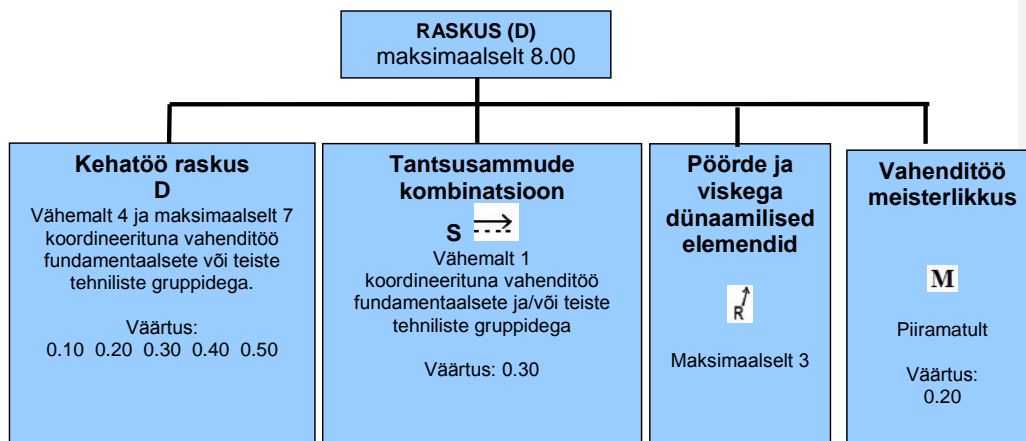 RASKUS (D)
maksimaalselt 8.00
Kehatöö raskus
D
Vähemalt 4 ja maksimaalselt 7
koordineerituna vahenditöö
fundamentaalsete või teiste
tehniliste gruppidega.
Väärtus:
0.10 0.20 0.30 0.40 0.50
Tantsusammude
kombinatsioon
S
Vähemalt 1
koordineerituna vahenditöö
fundamentaalsete ja/või teiste
tehniliste gruppidega
Väärtus: 0.30
Pöörde ja
viskega
dünaamilised
elemendid
R
Maksimaalselt 3
Vahenditöö
meisterlikkus
M
Piiramatult
Väärtus:
0.20